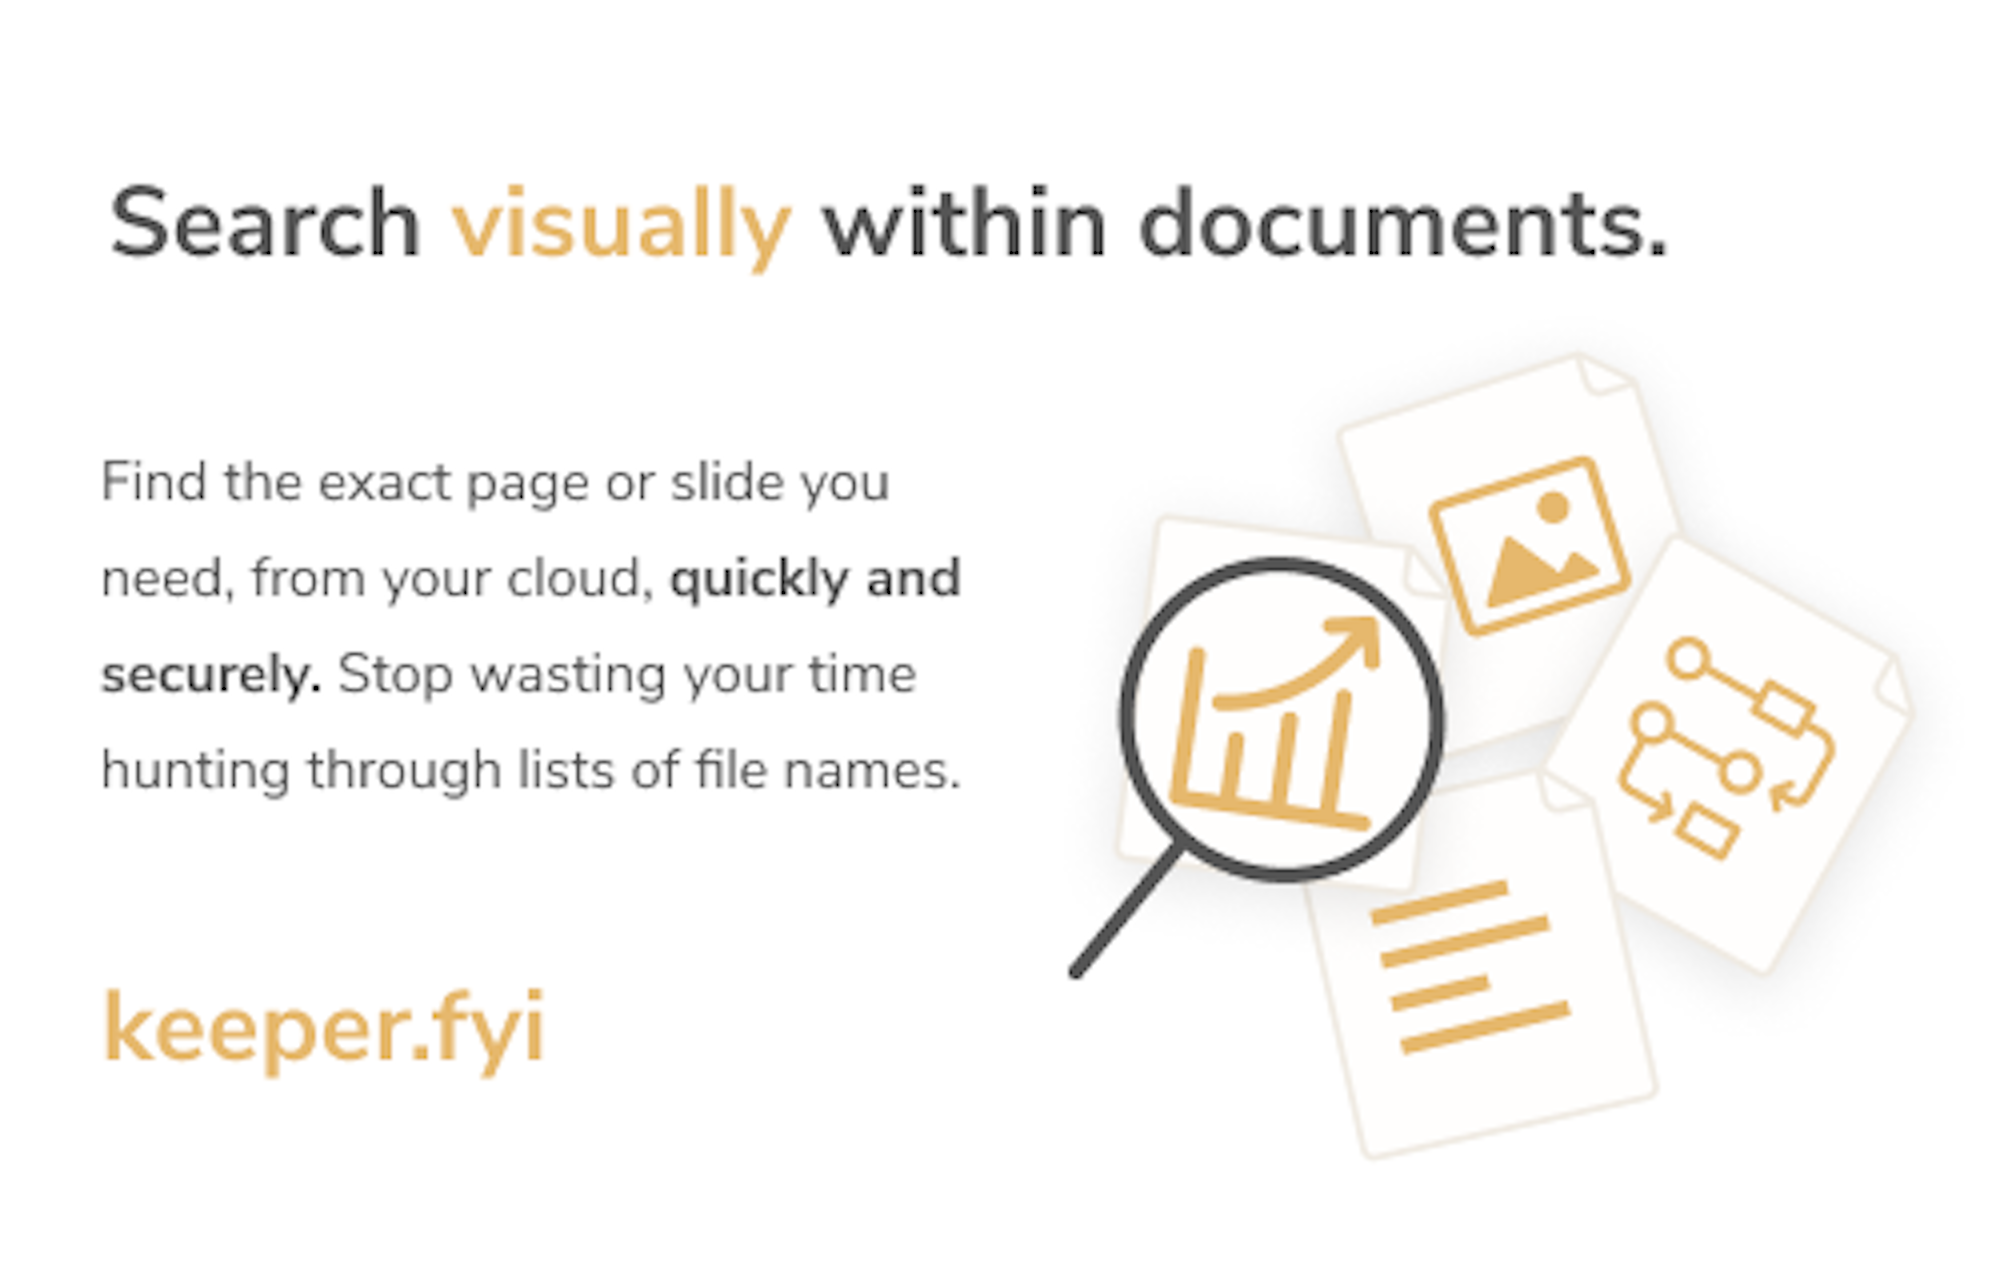 Search visually within documents.
Find the exact page or slide you
need, from your cloud, quickly and
securely. Stop wasting your time
hunting through lists of file names.
keeper.fyi